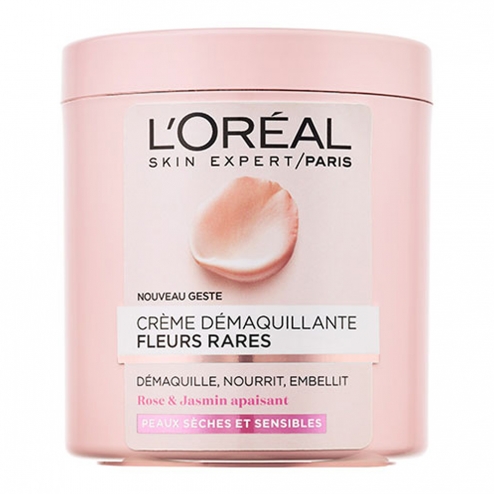 L'ORÉAL
SKIN EXPERT/PARIS
NOUVEAU GESTE
CRÈME DÉMAQUILLANTE
FLEURS RARES
DÉMAQUILLE, NOURRIT, EMBELLIT
Rose & Jasmin apaisant
PEAUX SÈCHES ET SENSIBLES